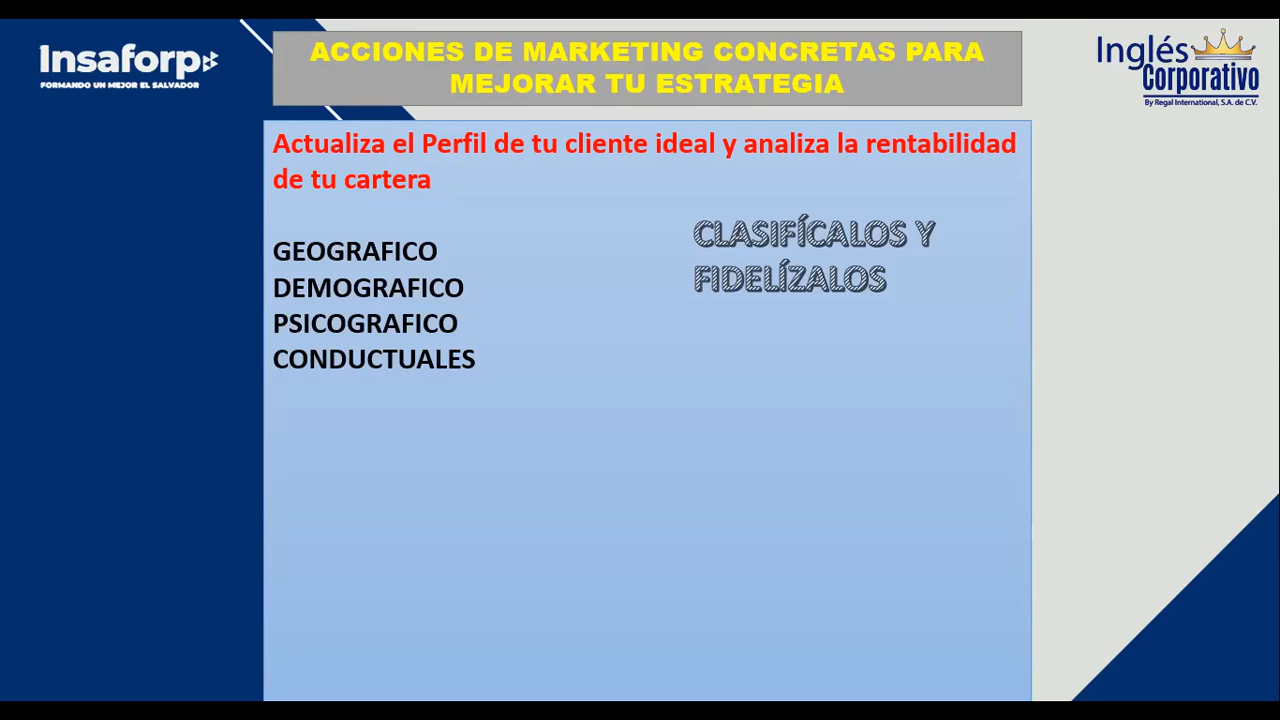 Insaforp
FORMANDO UN MEJOR EL SALVADOR
ACCIONES DE MARKETING CONCRETAS PARA
MEJORAR TU ESTRATEGIA
Inglés
Corporativo
By Regal International, S.A. de C.V.
Actualiza el Perfil de tu cliente ideal y analiza la rentabilidad
de tu cartera
GEOGRAFICO
DEMOGRAFICO
PSICOGRAFICO
CONDUCTUALES
CLASIFÍCALOS Y
FIDELÍZALOS